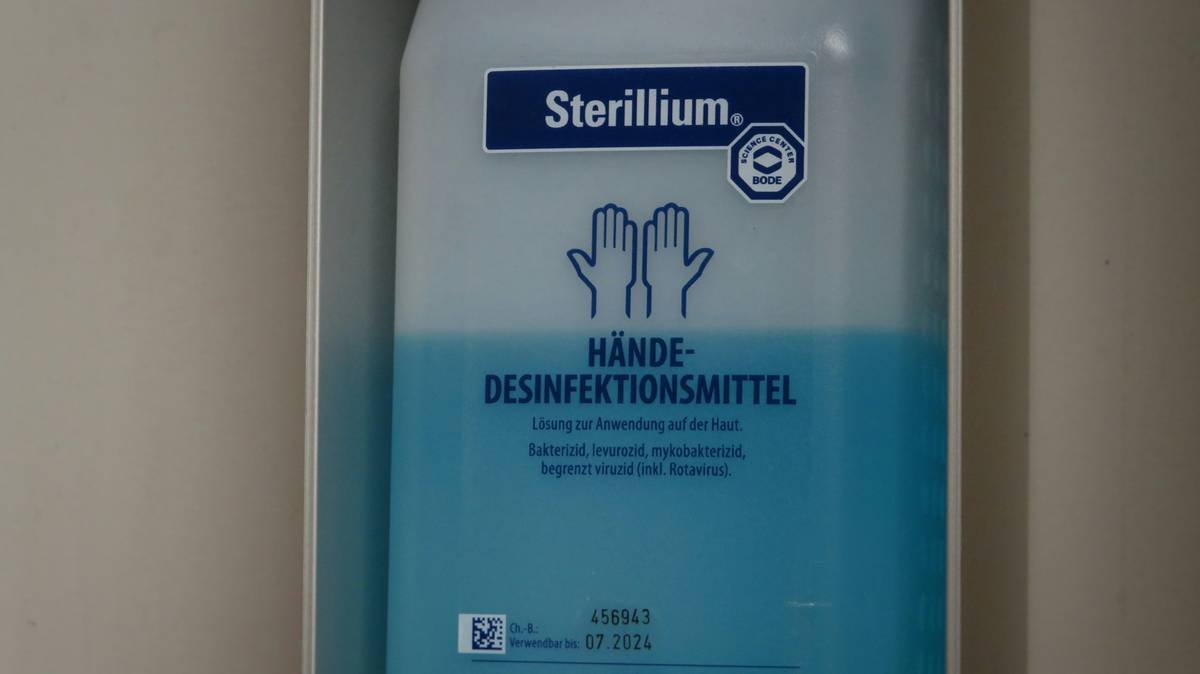 Sterillium®
SCIENCE CENTER
BODE
HÄNDE-
DESINFEKTIONSMITTEL
Lösung zur Anwendung auf der Haut.
Bakterizid, levurozid, mykobakterizid,
begrenzt viruzid (inkl. Rotavirus).
Ch.-B.: 456943
Verwendbar bis: 07.2024